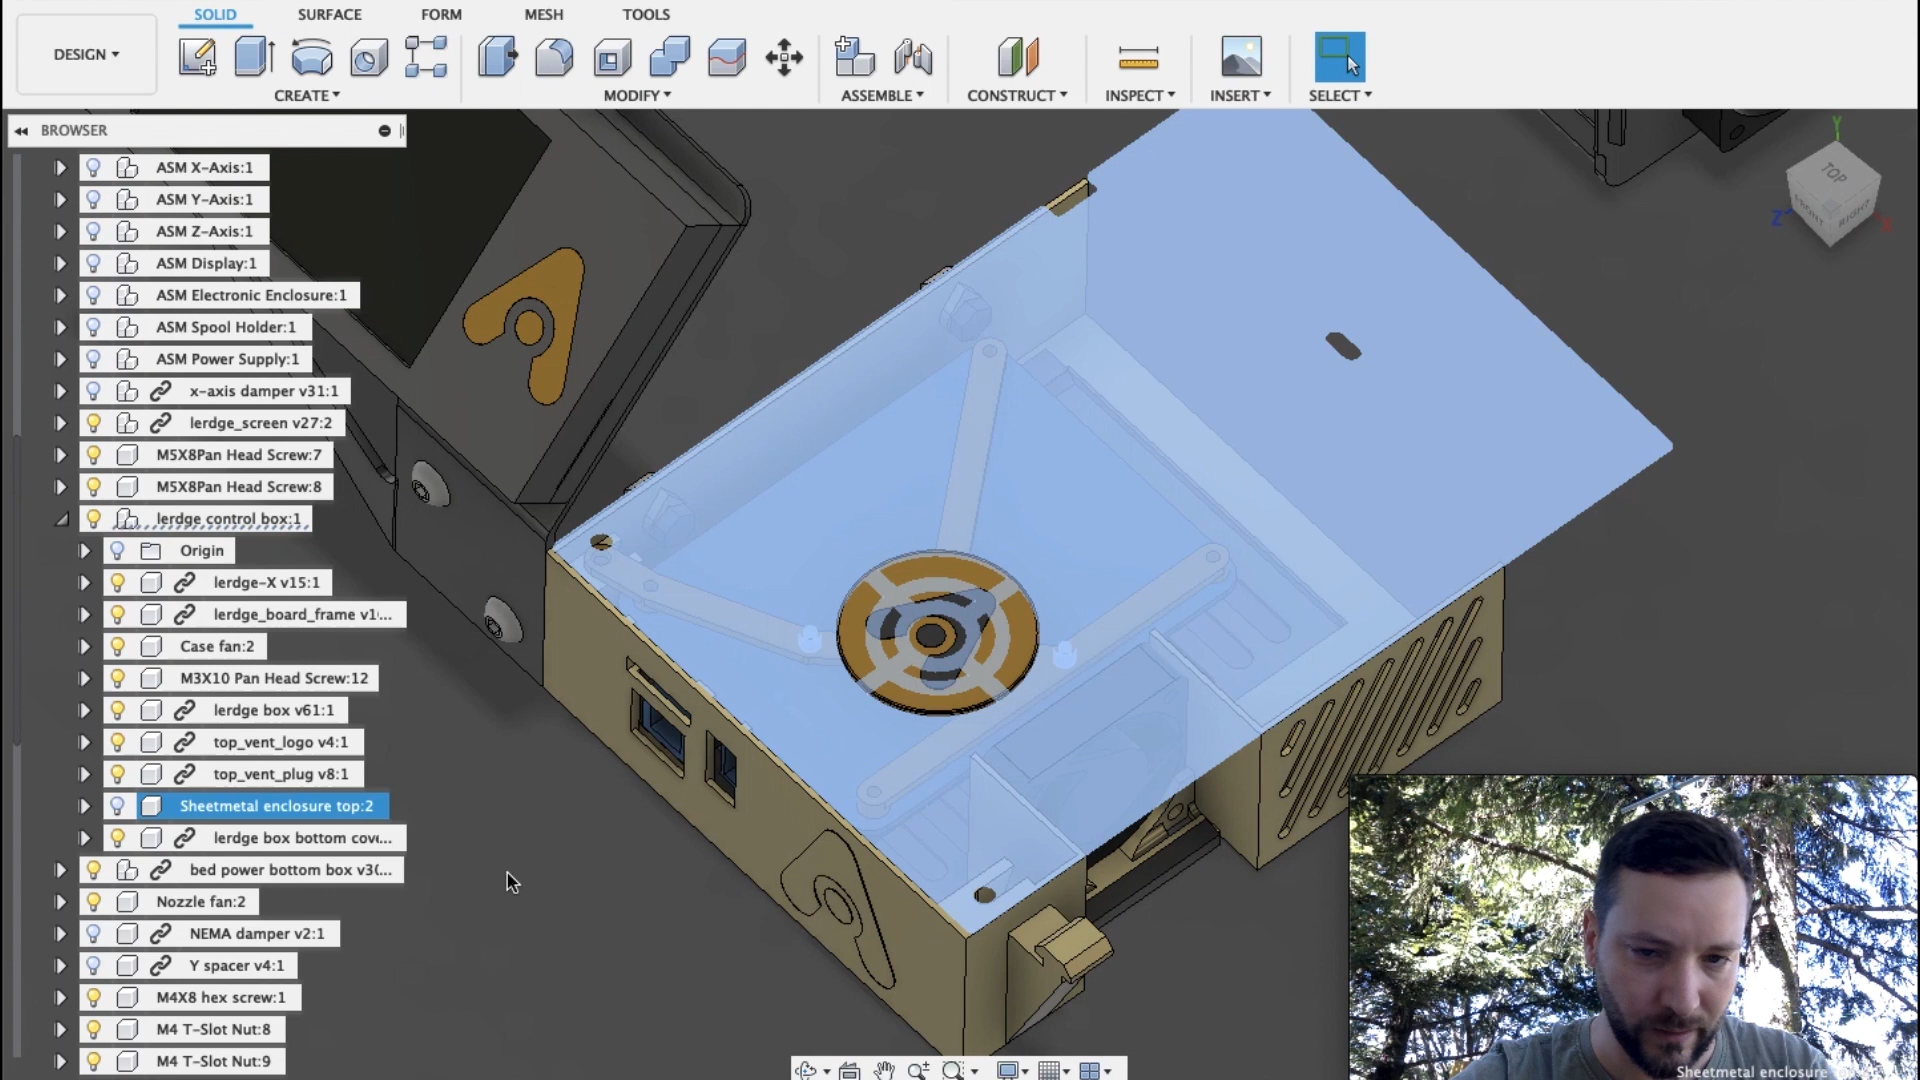 SOLID
SURFACE
FORM
MESH
TOOLS
DESIGN
CREATE
MODIFY
ASSEMBLE
CONSTRUCT
INSPECT
INSERT
SELECT
BROWSER
ASM X-Axis:1
ASM Y-Axis:1
ASM Z-Axis:1
ASM Display:1
ASM Electronic Enclosure:1
ASM Spool Holder:1
ASM Power Supply:1
x-axis damper v31:1
lerdge_screen v27:2
M5X8Pan Head Screw:7
M5X8Pan Head Screw:8
lerdge control box:1
Origin
lerdge-X v15:1
lerdge_board_frame v1...
Case fan:2
M3X10 Pan Head Screw:12
lerdge box v61:1
top_vent_logo v4:1
top_vent_plug v8:1
Sheetmetal enclosure top:2
lerdge box bottom cov...
bed power bottom box v3(...
Nozzle fan:2
NEMA damper v2:1
Y spacer v4:1
M4X8 hex screw:1
M4 T-Slot Nut:8
M4 T-Slot Nut:9
Y
TOP
FRONT
RIGHT
Z
X
Sheetmetal enclosure